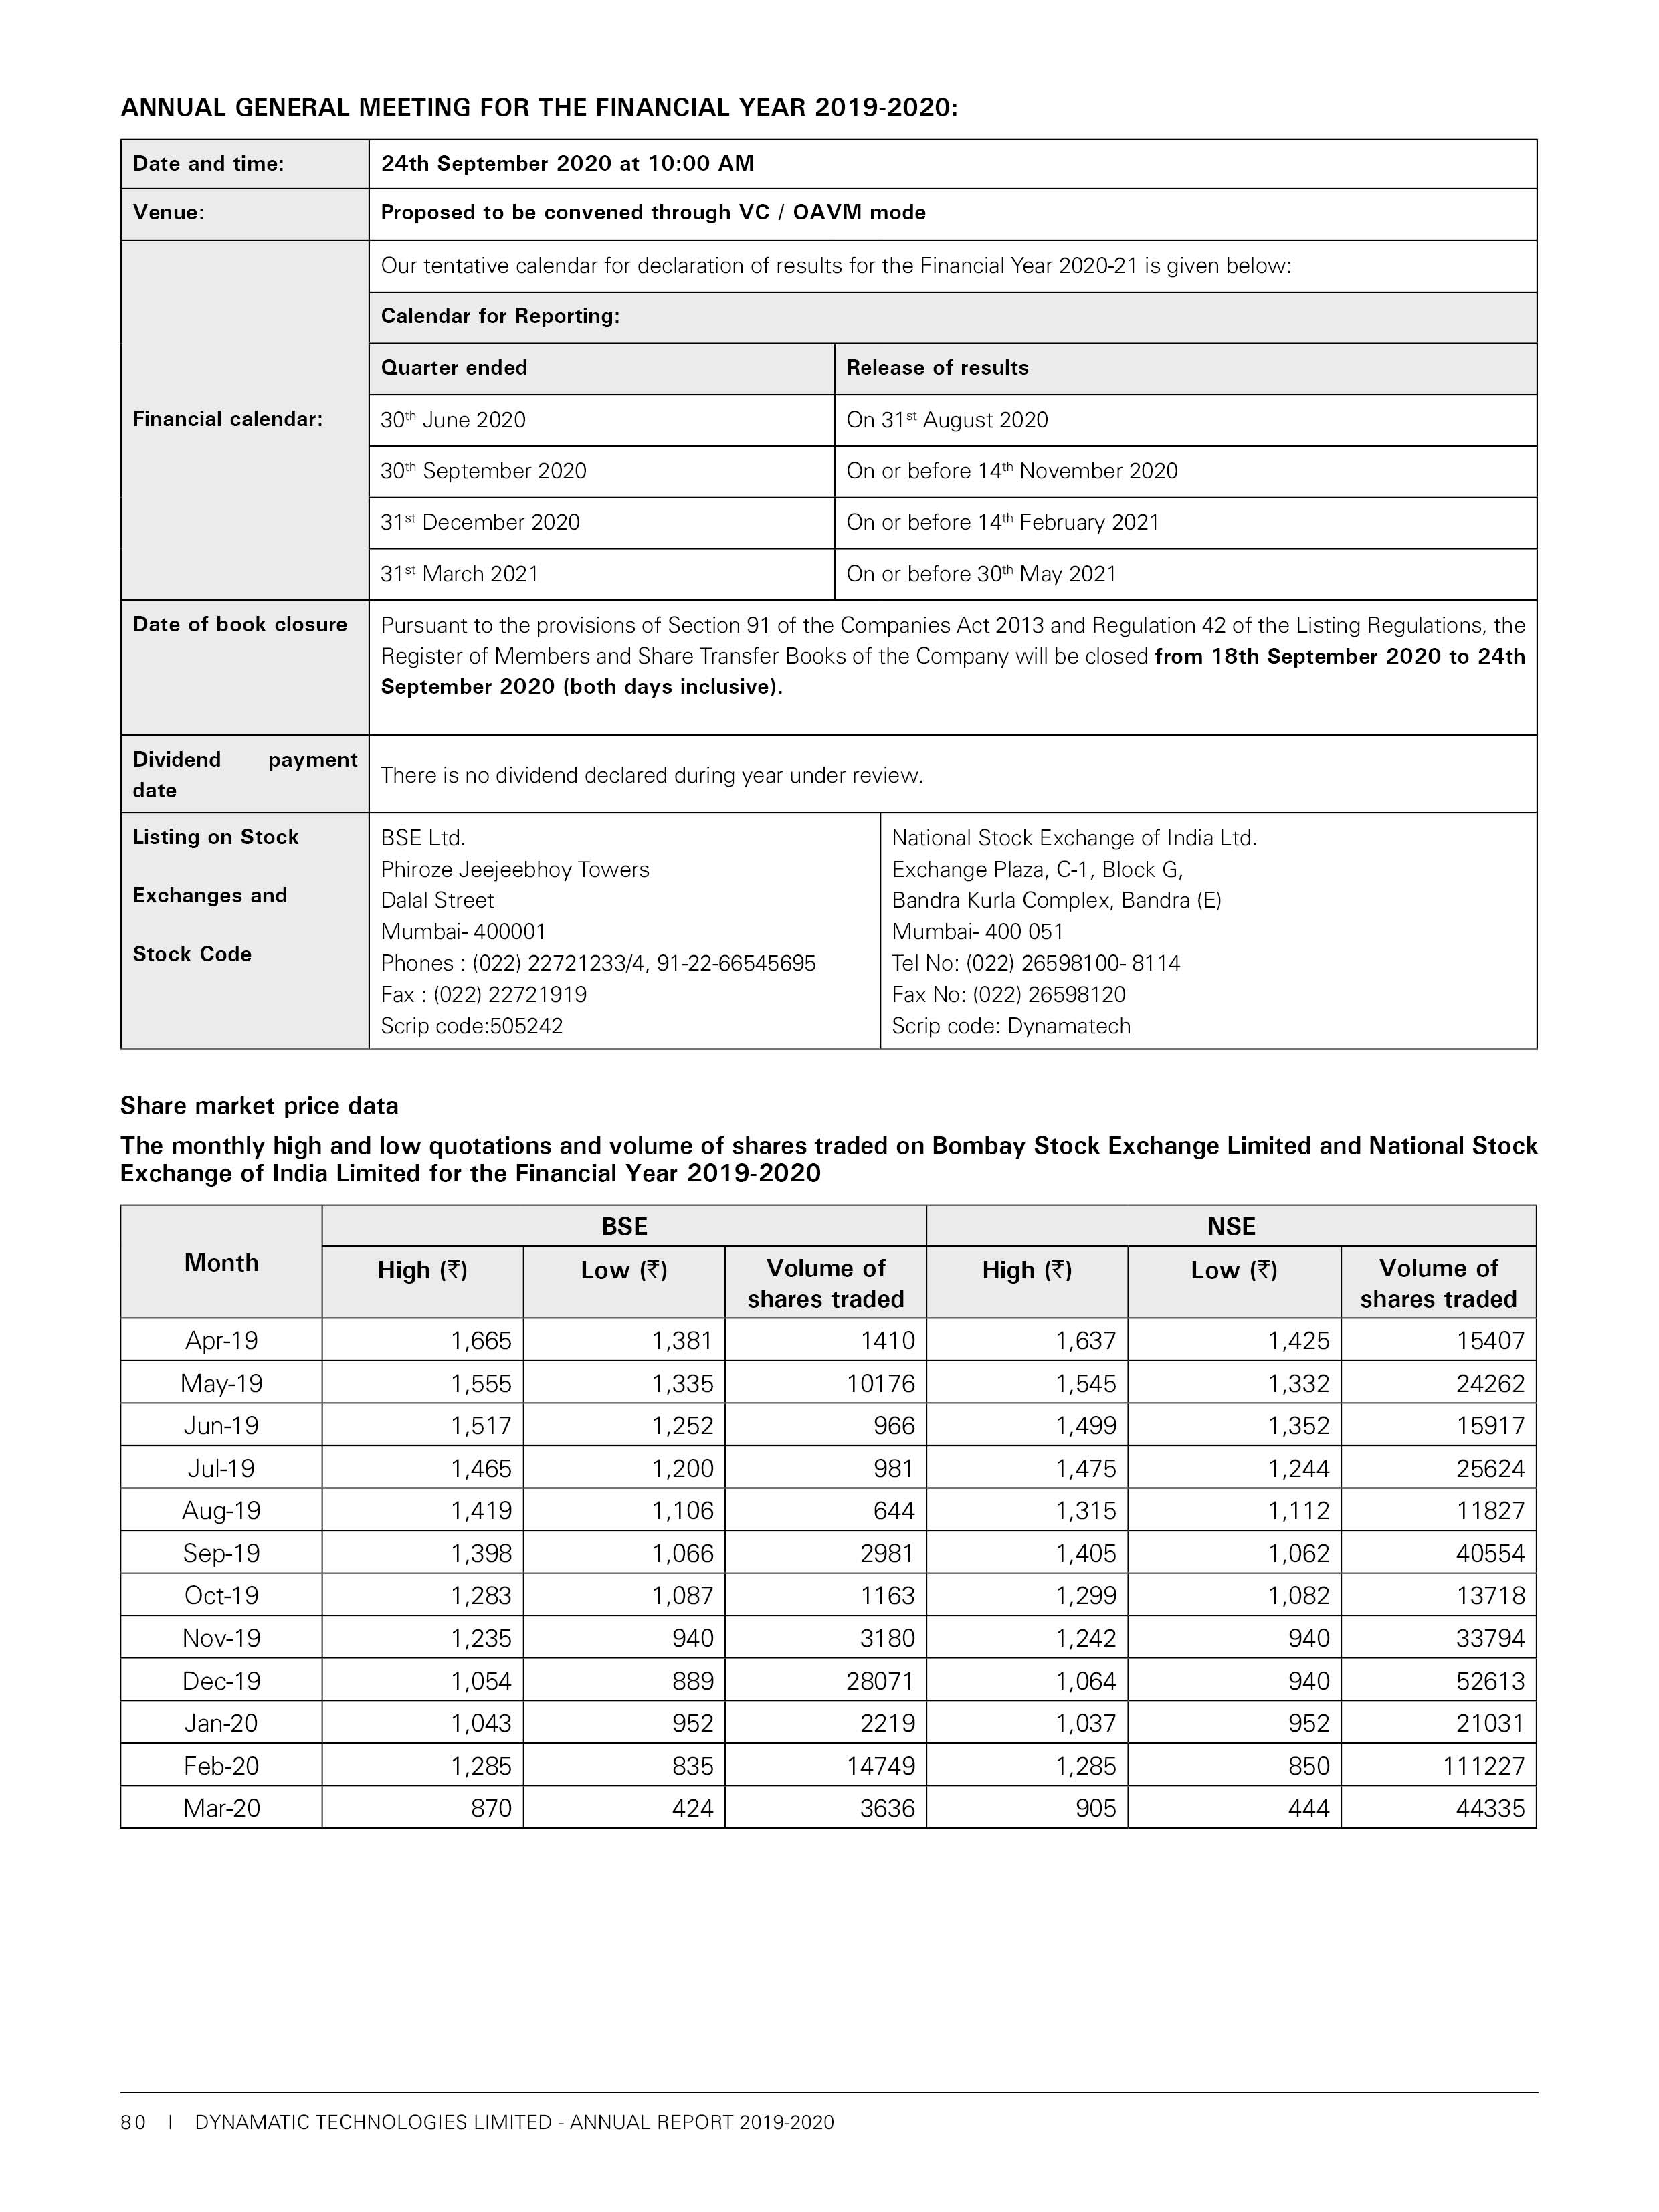 ANNUAL GENERAL MEETING FOR THE FINANCIAL YEAR 2019-2020:
Date and time: 24th September 2020 at 10:00 AM
Venue: Proposed to be convened through VC / OAVM mode
Our tentative calendar for declaration of results for the Financial Year 2020-21 is given below:
Calendar for Reporting:
Quarter ended Release of results
Financial calendar: 30th June 2020 On 31st August 2020
30th September 2020 On or before 14th November 2020
31st December 2020 On or before 14th February 2021
31st March 2021 On or before 30th May 2021
Date of book closure Pursuant to the provisions of Section 91 of the Companies Act 2013 and Regulation 42 of the Listing Regulations, the
Register of Members and Share Transfer Books of the Company will be closed from 18th September 2020 to 24th
September 2020 (both days inclusive).
Dividend payment
date
There is no dividend declared during year under review.
Listing on Stock
Exchanges and
Stock Code
BSE Ltd.
Phiroze Jeejeebhoy Towers
Dalal Street
Mumbai- 400001
Phones : (022) 22721233/4, 91-22-66545695
Fax : (022) 22721919
Scrip code:505242
National Stock Exchange of India Ltd.
Exchange Plaza, C-1, Block G,
Bandra Kurla Complex, Bandra (E)
Mumbai- 400 051
Tel No: (022) 26598100- 8114
Fax No: (022) 26598120
Scrip code: Dynamatech
Share market price data
The monthly high and low quotations and volume of shares traded on Bombay Stock Exchange Limited and National Stock
Exchange of India Limited for the Financial Year 2019-2020
Month BSE NSE
High (₹) Low (₹) Volume of shares traded High (₹) Low (₹) Volume of shares traded
Apr-19 1,665 1,381 1410 1,637 1,425 15407
May-19 1,555 1,335 10176 1,545 1,332 24262
Jun-19 1,517 1,252 966 1,499 1,352 15917
Jul-19 1,465 1,200 981 1,475 1,244 25624
Aug-19 1,419 1,106 644 1,315 1,112 11827
Sep-19 1,398 1,066 2981 1,405 1,062 40554
Oct-19 1,283 1,087 1163 1,299 1,082 13718
Nov-19 1,235 940 3180 1,242 940 33794
Dec-19 1,054 889 28071 1,064 940 52613
Jan-20 1,043 952 2219 1,037 952 21031
Feb-20 1,285 835 14749 1,285 850 111227
Mar-20 870 424 3636 905 444 44335
80 I DYNAMATIC TECHNOLOGIES LIMITED - ANNUAL REPORT 2019-2020